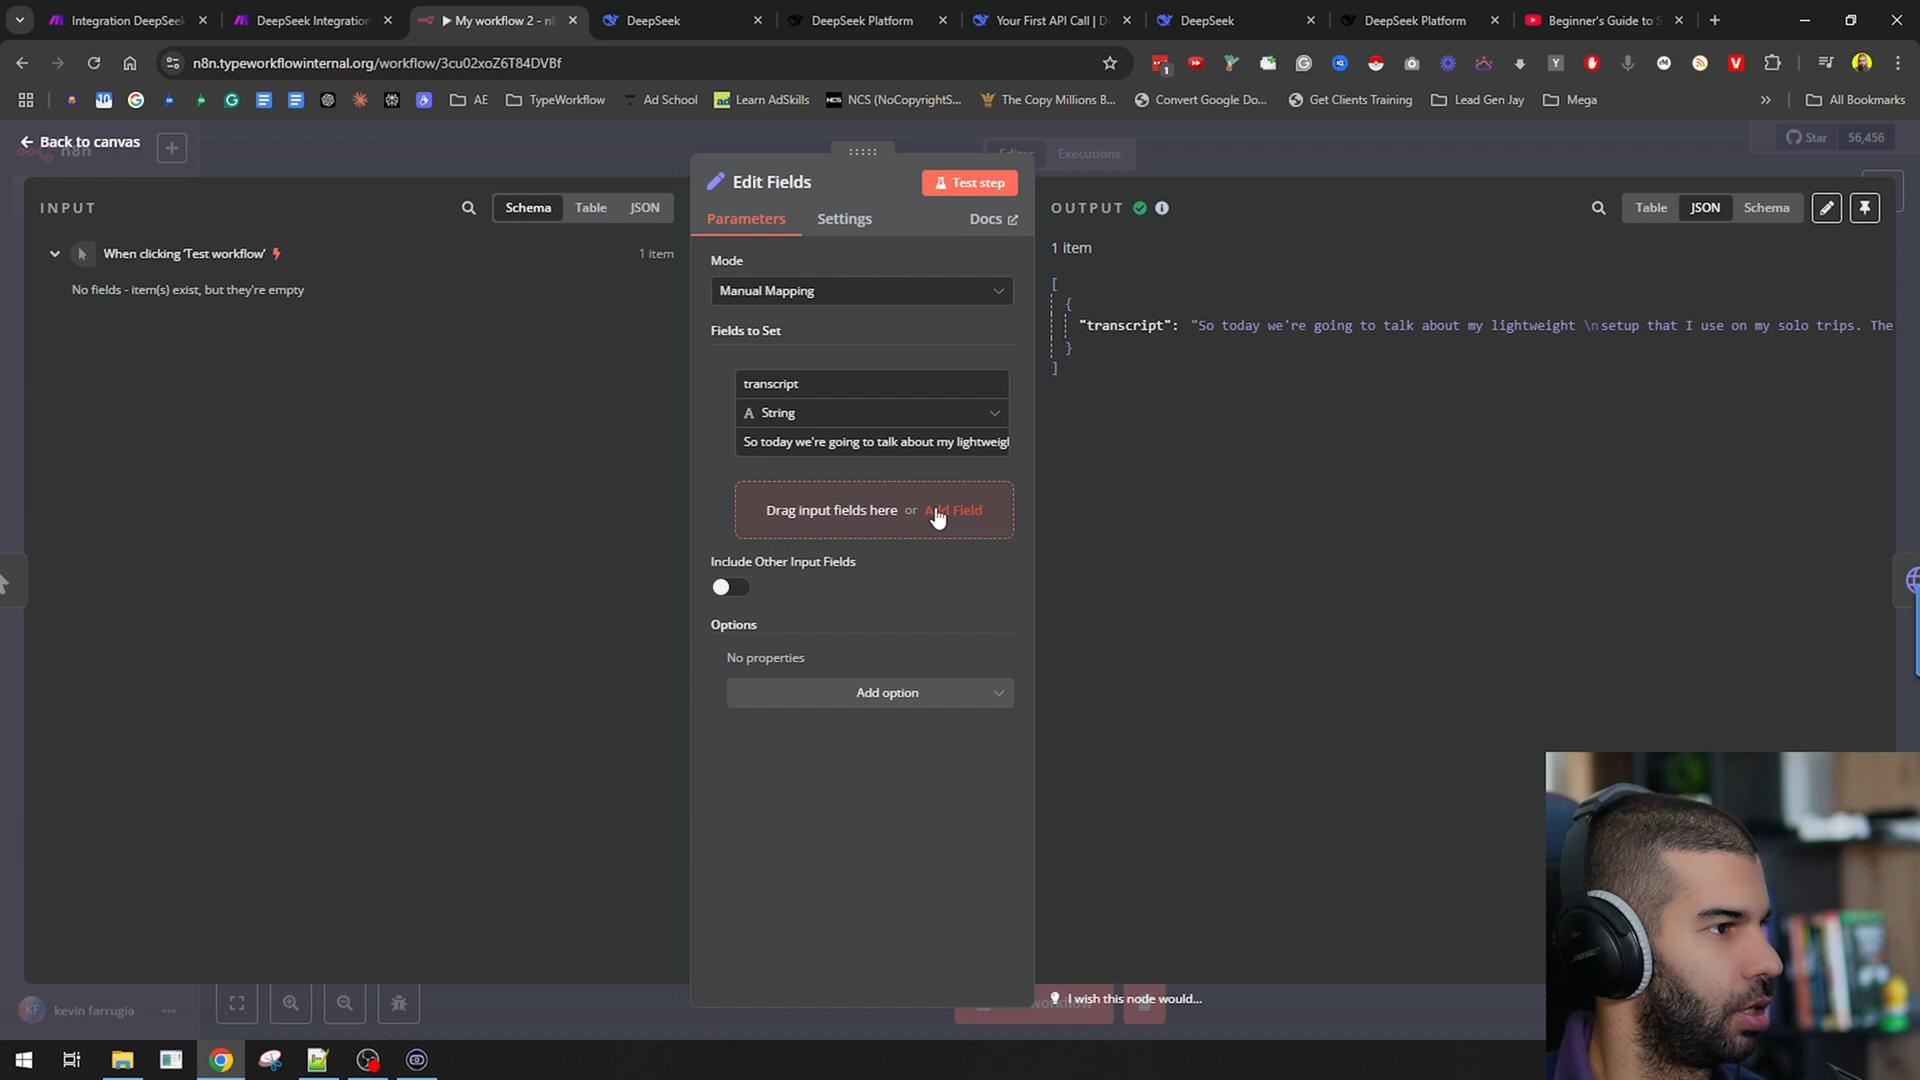 Integration DeepSeek
DeepSeek Integration
My workflow 2 - n8
DeepSeek
DeepSeek Platform
Your First API Call | D
DeepSeek
DeepSeek Platform
Beginner's Guide to S
n8n.typeworkflowinternal.org/workflow/3cu02xoZ6T84DVBf
AE
TypeWorkflow
Ad School
Learn AdSkills
NCS (NoCopyrightS...
The Copy Millions B...
Convert Google Do...
Get Clients Training
Lead Gen Jay
Mega
All Bookmarks
Back to canvas
n8n
Editor
Executions
Star
56,456
INPUT
Schema
Table
JSON
When clicking 'Test workflow'
1 item
No fields - item(s) exist, but they're empty
Edit Fields
Test step
Parameters
Settings
Docs
Mode
Manual Mapping
Fields to Set
transcript
String
So today we're going to talk about my lightweigh
Drag input fields here or Add Field
Include Other Input Fields
Options
No properties
Add option
OUTPUT
Table
JSON
Schema
1 item
[
{
"transcript": "So today we're going to talk about my lightweight \nsetup that I use on my solo trips. The
}
]
I wish this node would...
KF
kevin farrugia